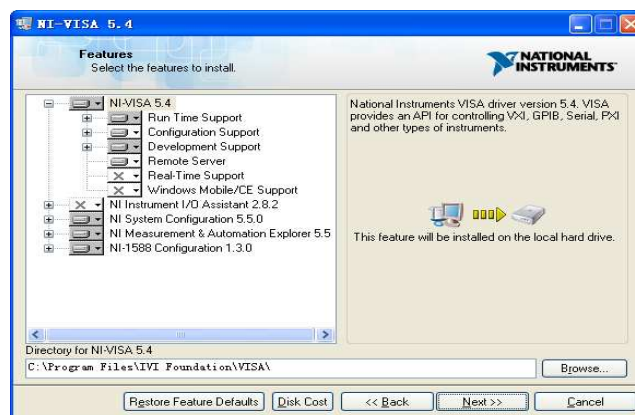 NI-VISA 5.4
Features
Select the features to install.
NATIONAL
INSTRUMENTS
NI-VISA 5.4
Run Time Support
Configuration Support
Development Support
Remote Server
Real-Time Support
Windows Mobile/CE Support
NI Instrument I/O Assistant 2.8.2
NI System Configuration 5.5.0
NI Measurement & Automation Explorer 5.5
NI-1588 Configuration 1.3.0
National Instruments VISA driver version 5.4. VISA
provides an API for controlling VXI, GPIB, Serial, PXI
and other types of instruments.
This feature will be installed on the local hard drive.
Directory for NI-VISA 5.4
C:\Program Files\IVI Foundation\VISA\
Browse...
Restore Feature Defaults
Disk Cost
<< Back
Next >>
Cancel